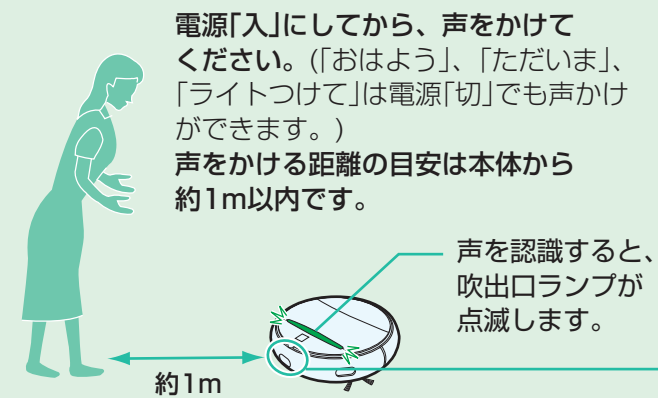 電源「入」にしてから、声をかけて
ください。(「おはよう」、「ただいま」、
「ライトつけて」は電源「切」でも声かけ
ができます。)
声をかける距離の目安は本体から
約1m以内です。
声を認識すると、
吹出口ランプが
点滅します。
約1m